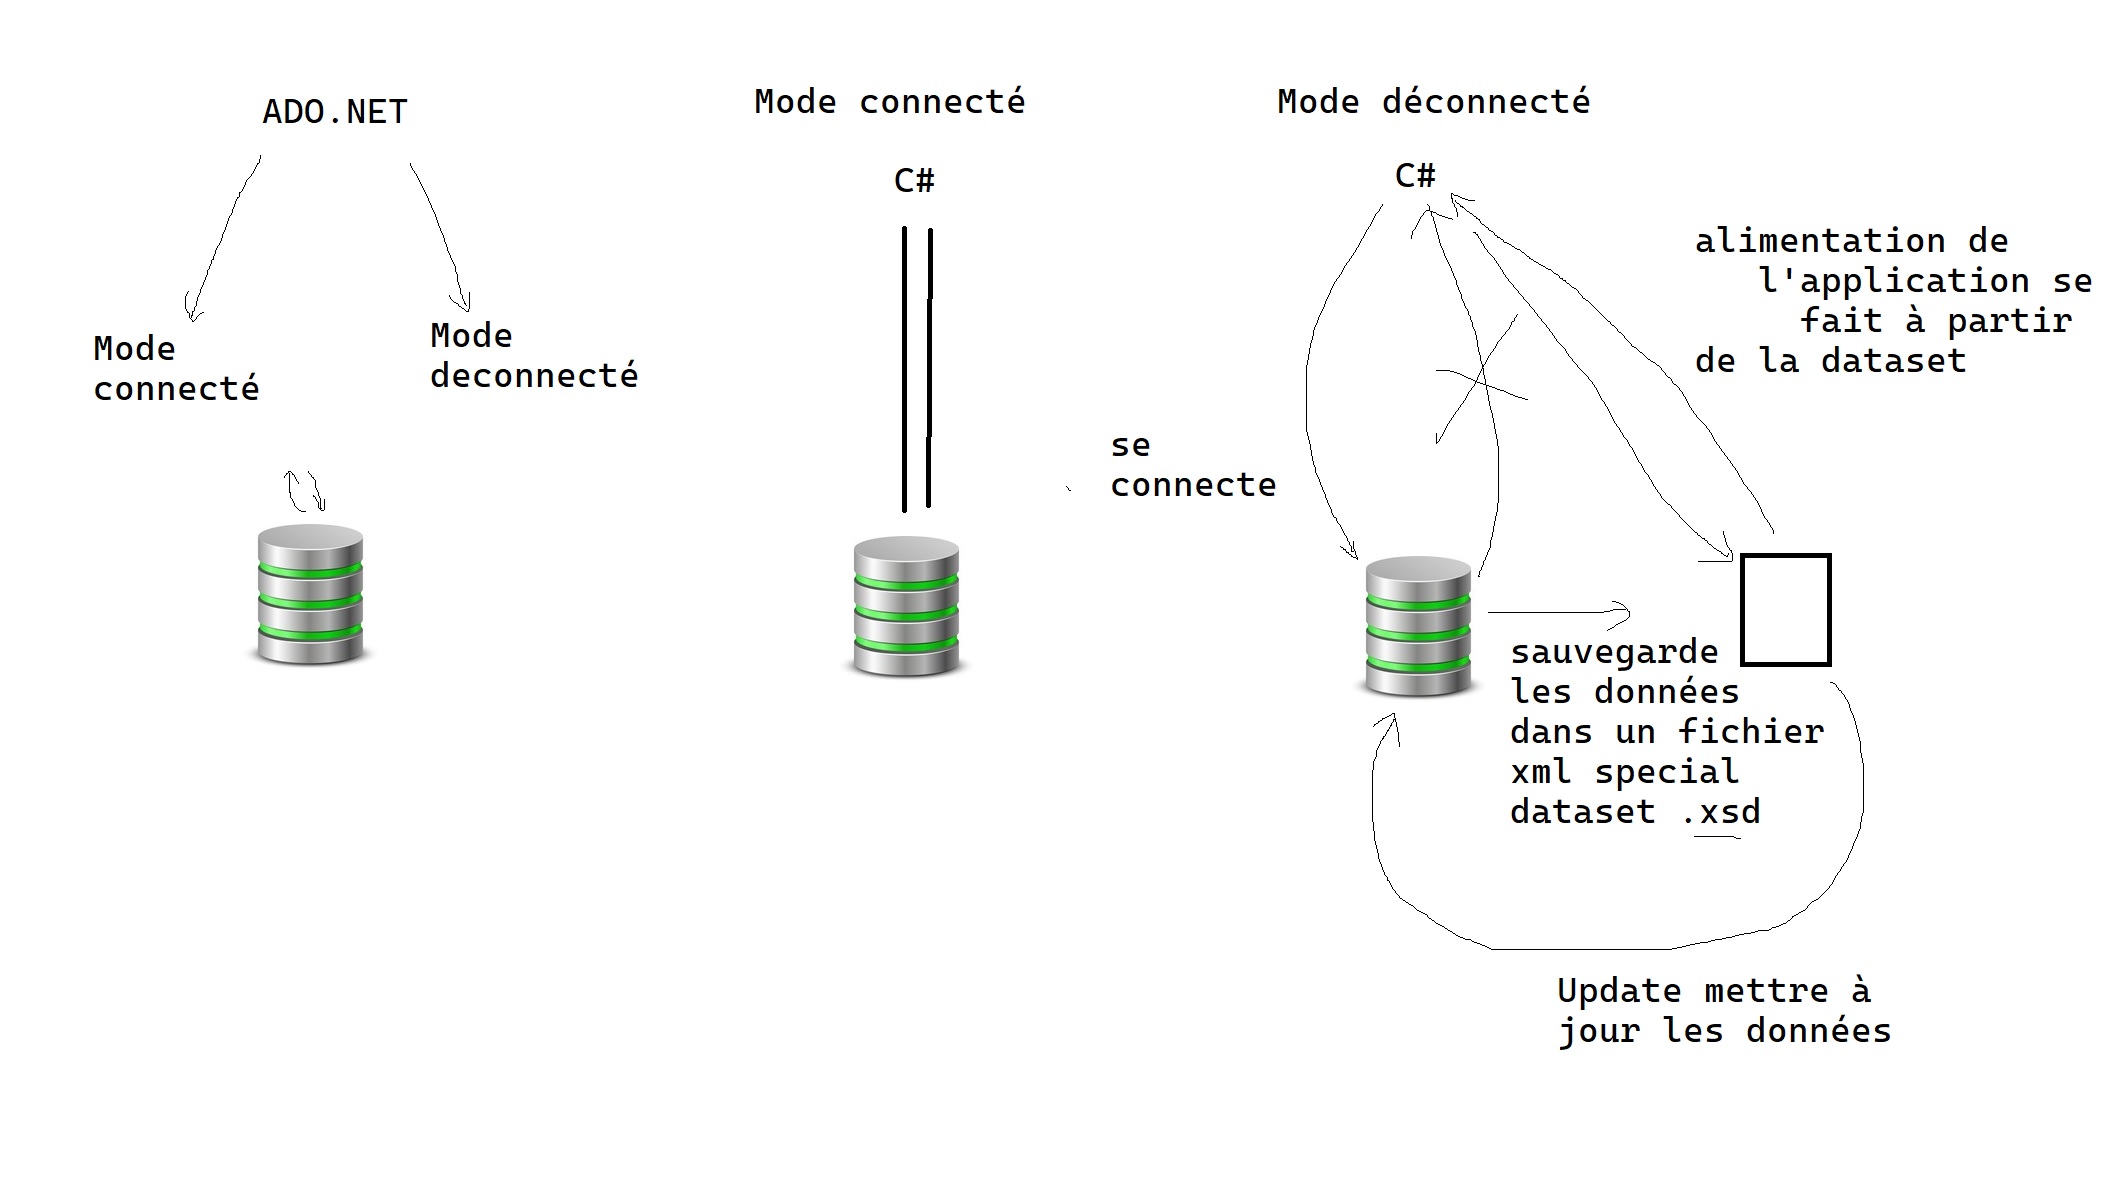 ADO.NET
Mode
connecté
Mode
deconnecté
Mode connecté
C#
Mode déconnecté
C#
se
connecte
alimentation de
l'application se
fait à partir
de la dataset
sauvegarde
les données
dans un fichier
xml special
dataset .xsd
Update mettre à
jour les données